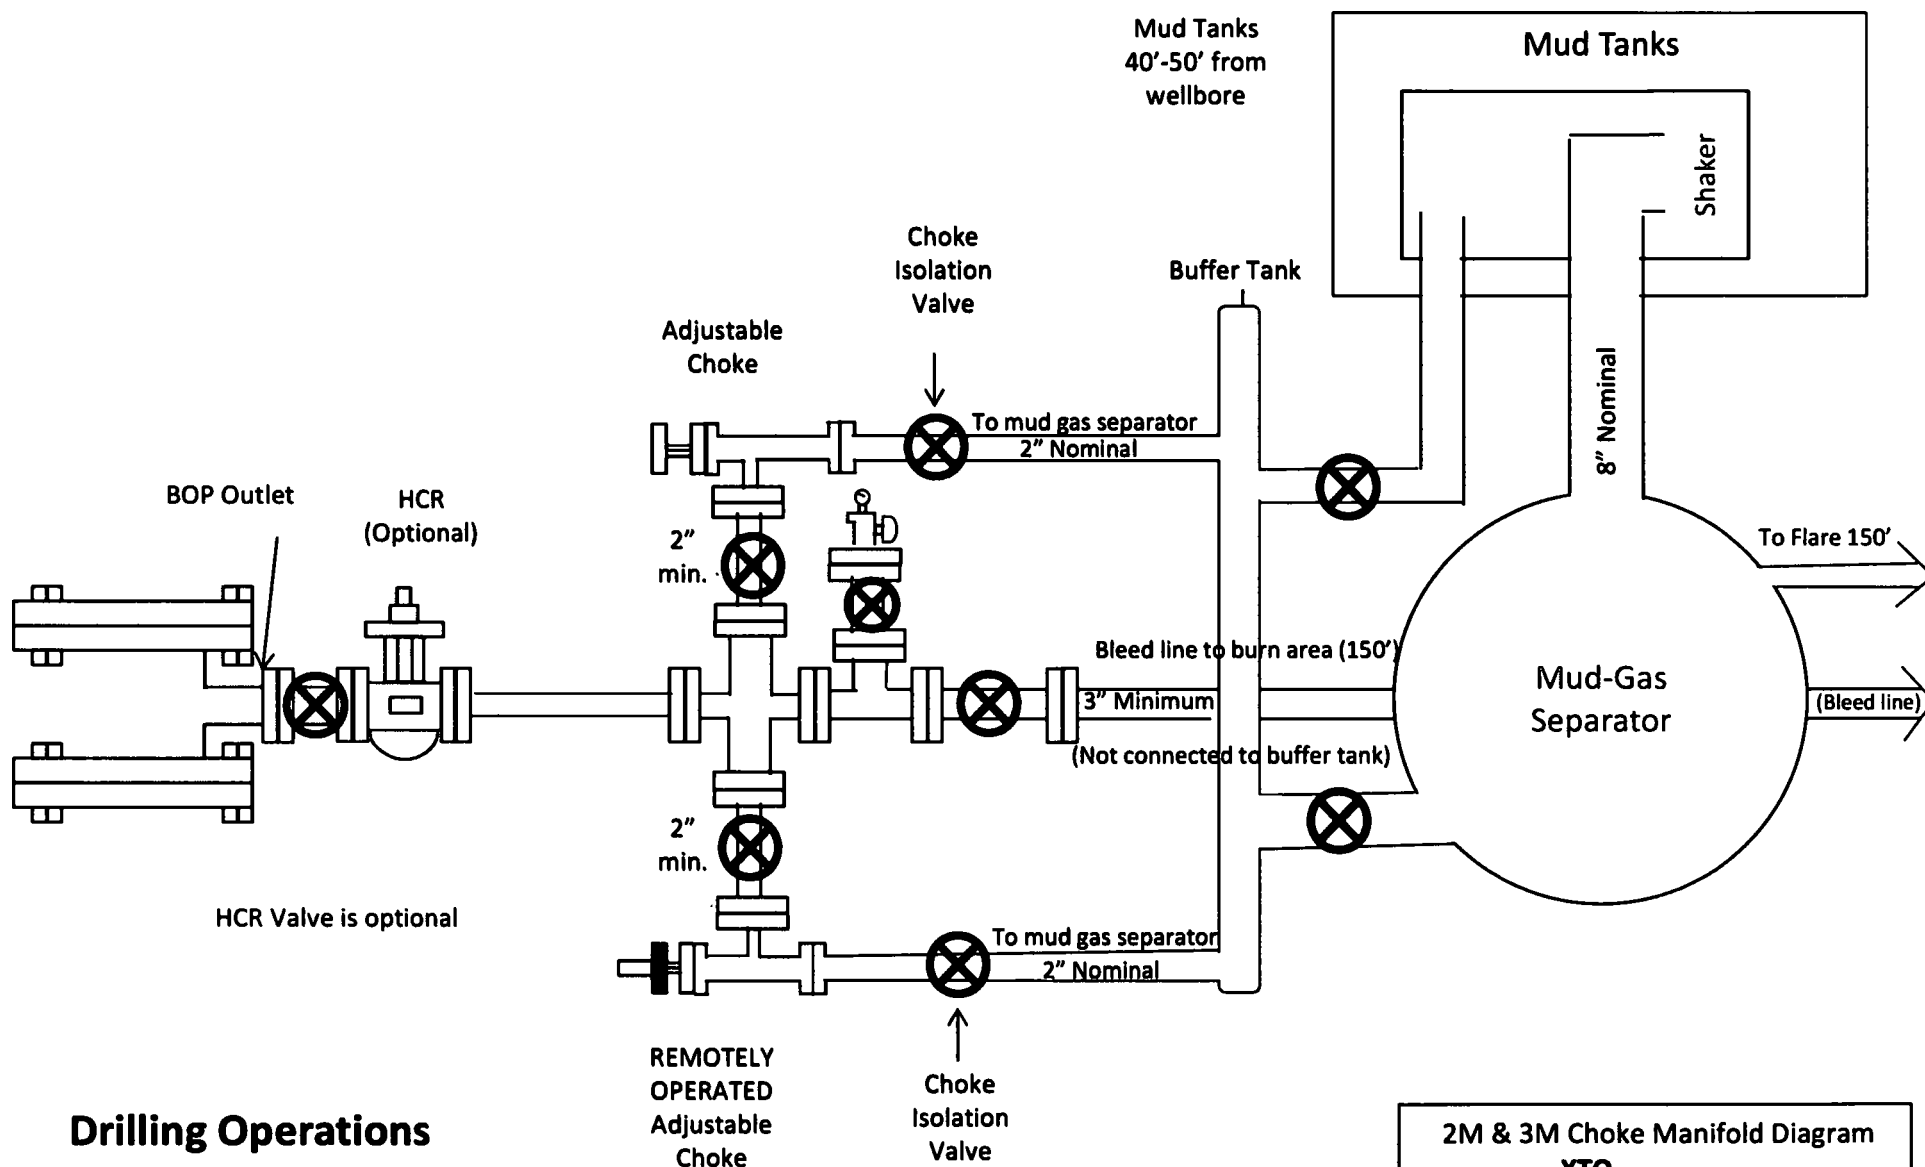 Mud Tanks
40'-50' from
wellbore
Mud Tanks
Shaker
Choke
Isolation
Valve
Buffer Tank
Adjustable
Choke
8" Nominal
To mud gas separator
2" Nominal
BOP Outlet
HCR
(Optional)
2"
min.
To Flare 150'
Bleed line to burn area (150')
3" Minimum
(Not connected to buffer tank)
Mud-Gas
Separator
(Bleed line)
2"
min.
HCR Valve is optional
To mud gas separator
2" Nominal
REMOTELY
OPERATED
Adjustable
Choke
Choke
Isolation
Valve
Drilling Operations
2M & 3M Choke Manifold Diagram
XTO